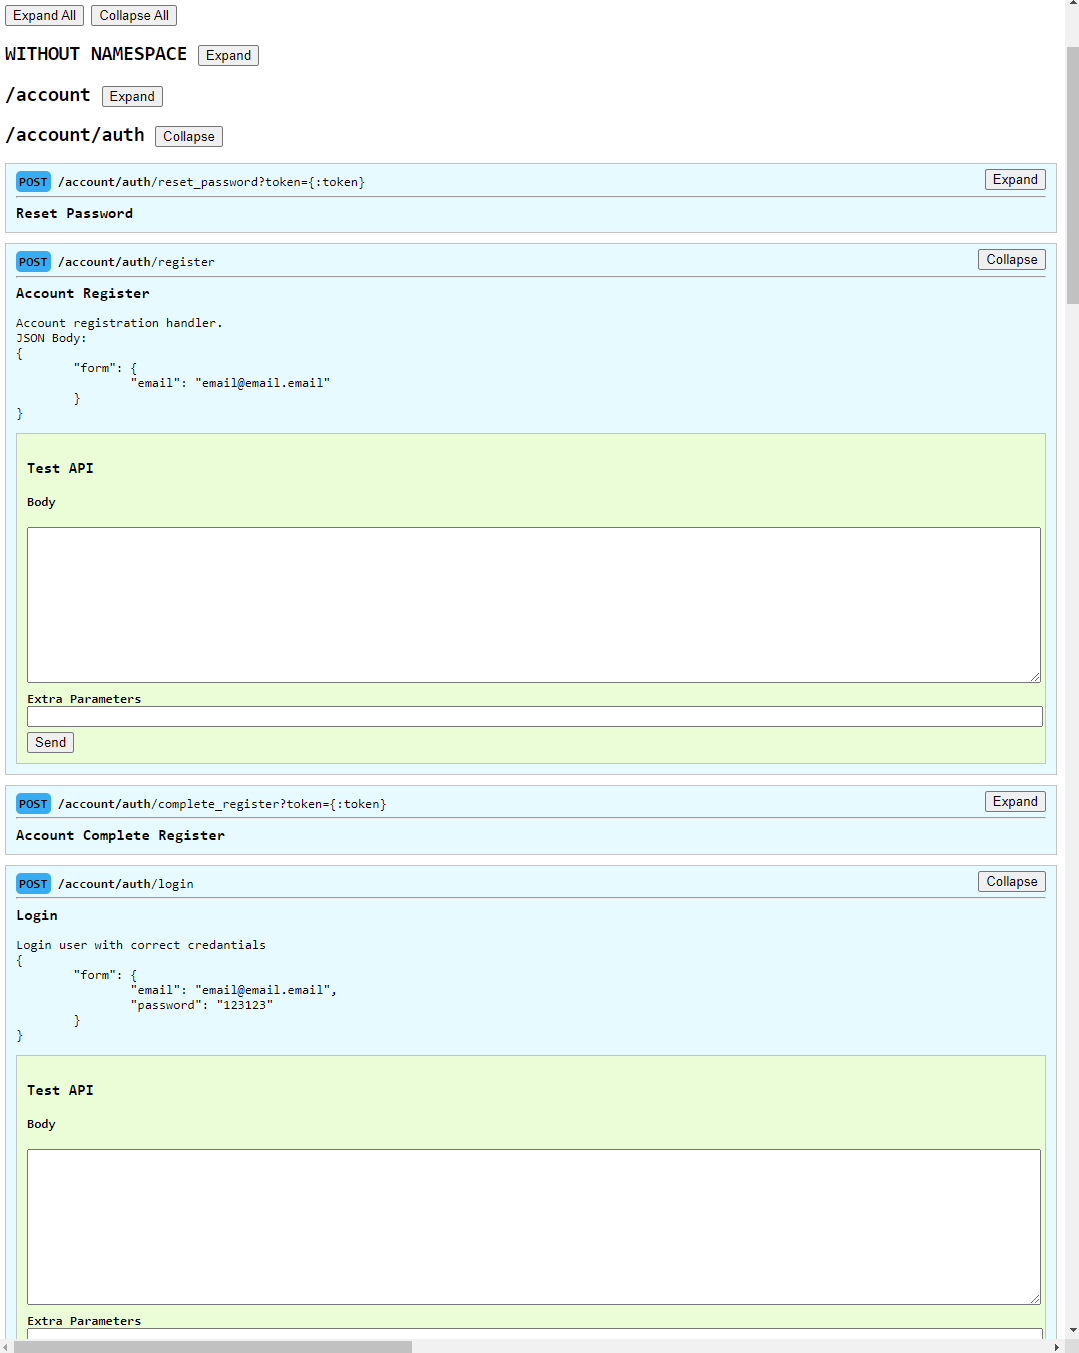 Expand All Collapse All
WITHOUT NAMESPACE Expand
/account Expand
/account/auth Collapse
POST /account/auth/reset_password?token={:token} Expand
Reset Password
POST /account/auth/register Collapse
Account Register
Account registration handler.
JSON Body:
{
"form": {
"email": "email@email.email"
}
}
Test API
Body
Extra Parameters
Send
POST /account/auth/complete_register?token={:token} Expand
Account Complete Register
POST /account/auth/login Collapse
Login
Login user with correct credantials
{
"form": {
"email": "email@email.email",
"password": "123123"
}
}
Test API
Body
Extra Parameters